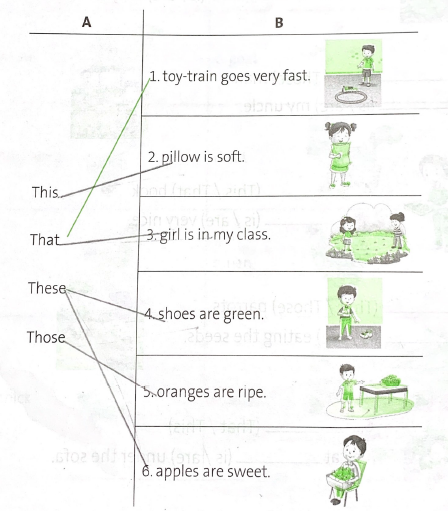 A B
1. toy-train goes very fast.
2. pillow is soft.
This
That
3. girl is in my class.
These
4. shoes are green.
Those
5. oranges are ripe.
6. apples are sweet.